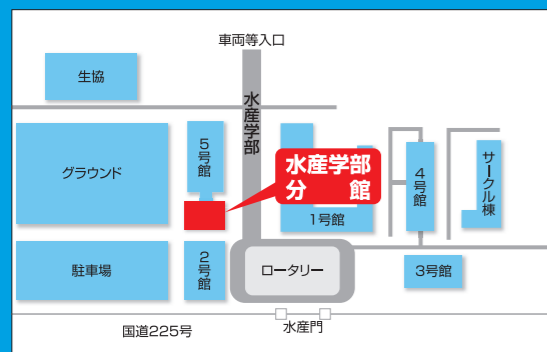 車両等入口
生協
水産学部
5号館
グラウンド
水産学部
分　館
1号館
4号館
サークル棟
駐車場
2号館
ロータリー
3号館
国道225号
水産門